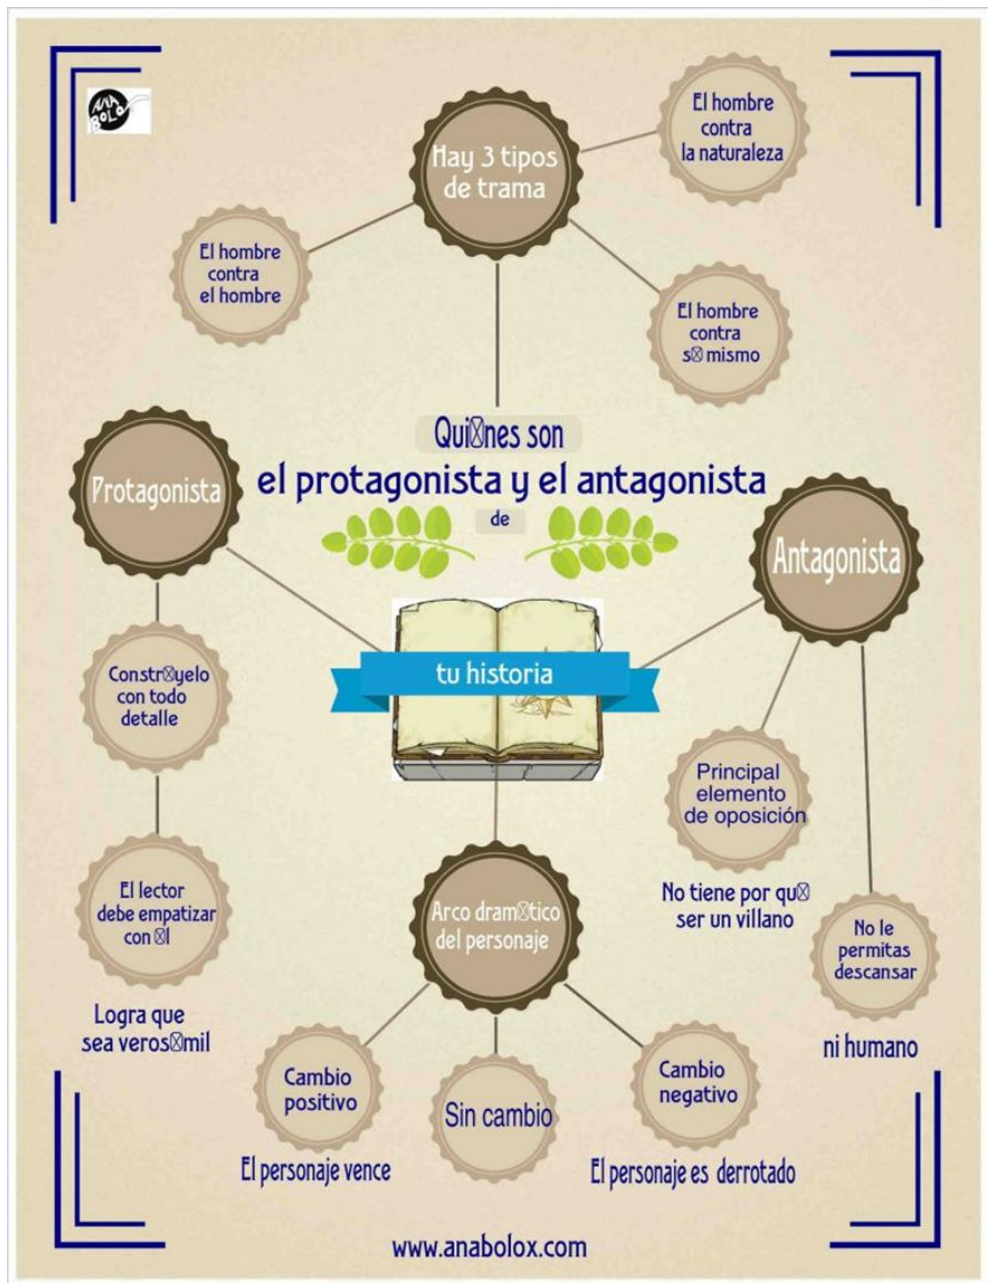 ANA
BOLOX
Hay 3 tipos
de trama
El hombre
contra
la naturaleza
El hombre
contra
el hombre
El hombre
contra
s☒ mismo
Qui☒nes son
el protagonista y el antagonista
de
tu historia
Protagonista
Constr☒yelo
con todo
detalle
El lector
debe empatizar
con ☒l
Logra que
sea veros☒mil
Antagonista
Principal
elemento
de oposición
No tiene por qu☒
ser un villano
No le
permitas
descansar
ni humano
Arco dram☒tico
del personaje
Cambio
positivo
El personaje vence
Sin cambio
Cambio
negativo
El personaje es derrotado
www.anabolox.com